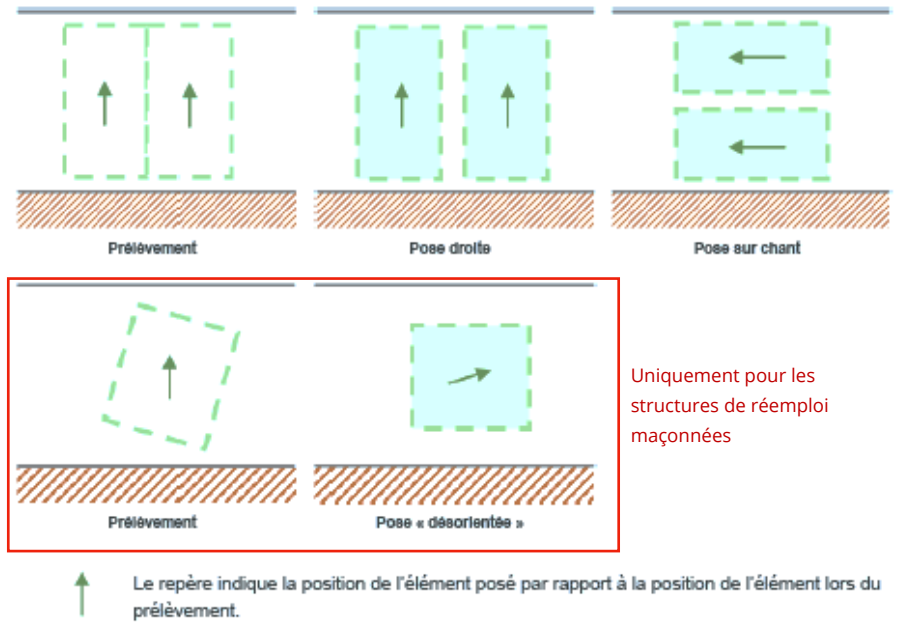 Prélèvement
Pose droite
Pose sur chant
Uniquement pour les
structures de réemploi
maçonnées
Prélèvement
Pose « désorientée »
Le repère indique la position de l'élément posé par rapport à la position de l'élément lors du
prélèvement.